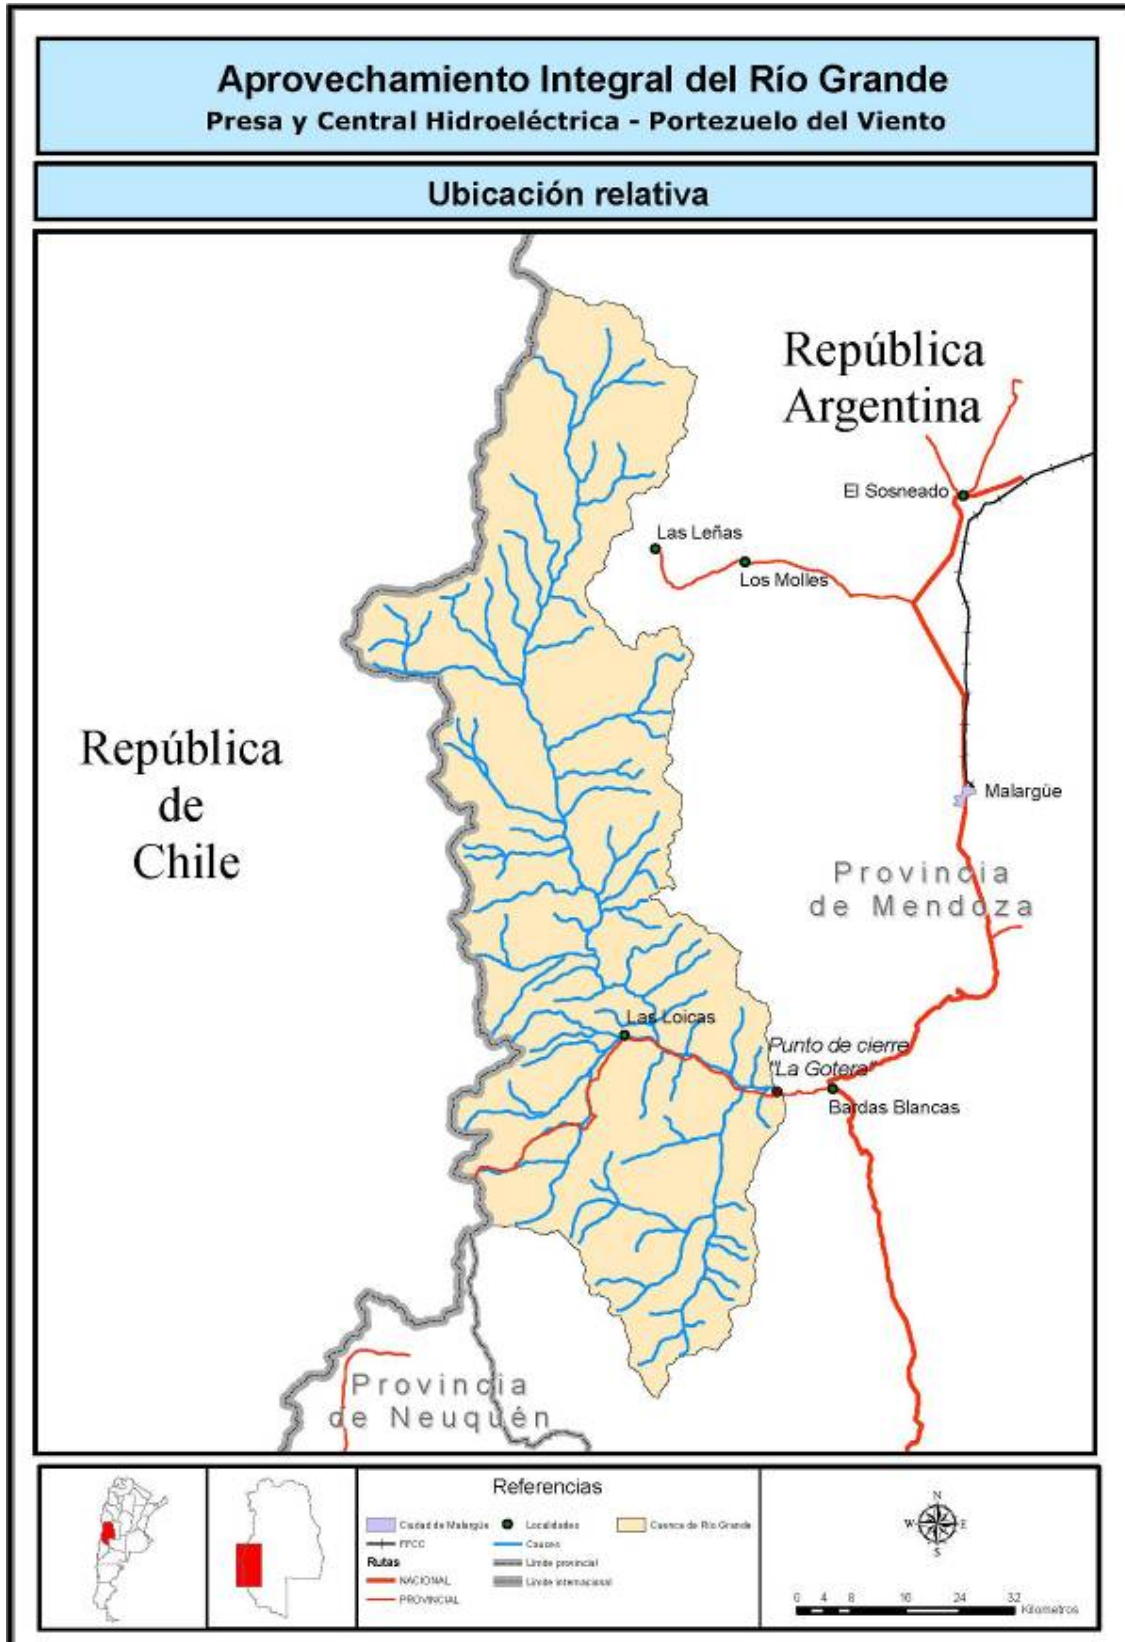 Aprovechamiento Integral del Río Grande
Presa y Central Hidroeléctrica - Portezuelo del Viento
Ubicación relativa
República
Argentina
El Sosneado
Las Leñas
Los Molles
República
de
Chile
Malargüe
Provincia
de Mendoza
Las Loicas
Punto de cierre
"La Gotera"
Bardas Blancas
Provincia
de Neuquén
Referencias
Ciudad de Malargüe
Localidades
Cuenca de Río Grande
FFCC
Cauces
Rutas
Límite provincial
NACIONAL
Límite internacional
PROVINCIAL
N
W E
S
0 4 8 16 24 32
Kilometros